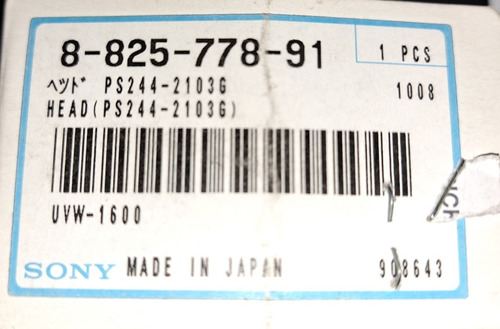 8-825-778-91
1 PCS
ﾍﾂﾄﾞ PS244-2103G
1008
HEAD(PS244-2103G)
UVW-1600
SONY MADE IN JAPAN
908643